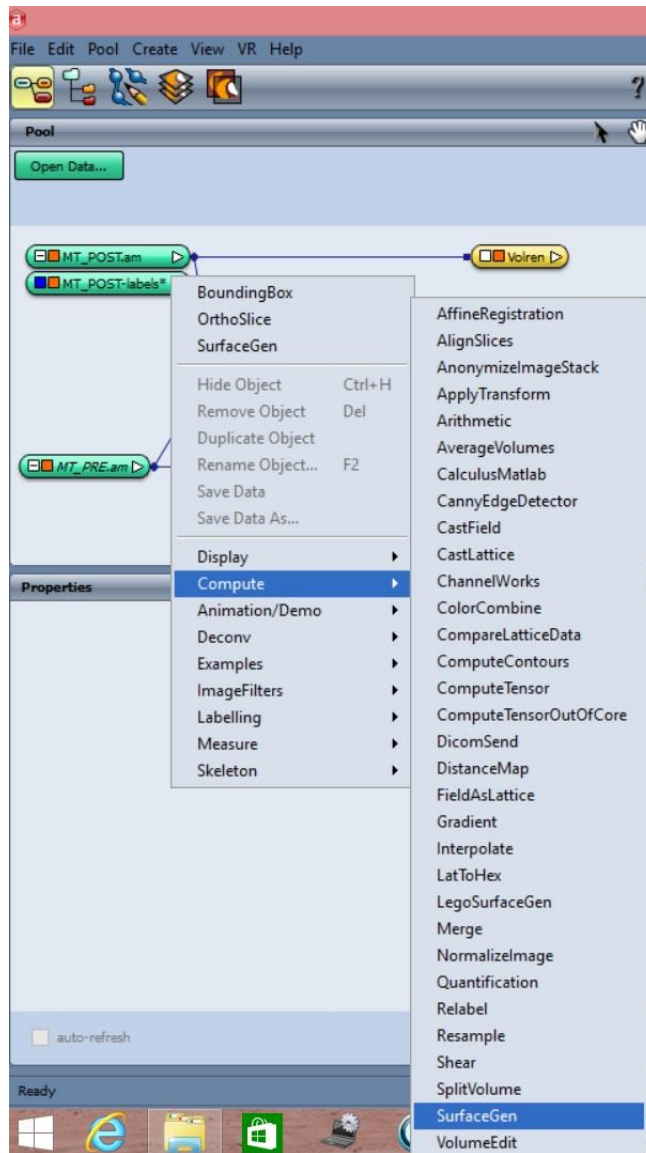 a
File Edit Pool Create View VR Help
?
Pool
Open Data...
MT_POST.am
Volren
MT_POST-labels*
MT_PRE.am
BoundingBox
OrthoSlice
SurfaceGen
Hide Object Ctrl+H
Remove Object Del
Duplicate Object
Rename Object... F2
Save Data
Save Data As...
Display
Compute
Animation/Demo
Deconv
Examples
ImageFilters
Labelling
Measure
Skeleton
AffineRegistration
AlignSlices
AnonymizeImageStack
ApplyTransform
Arithmetic
AverageVolumes
CalculusMatlab
CannyEdgeDetector
CastField
CastLattice
ChannelWorks
ColorCombine
CompareLatticeData
ComputeContours
ComputeTensor
ComputeTensorOutOfCore
DicomSend
DistanceMap
FieldAsLattice
Gradient
Interpolate
LatToHex
LegoSurfaceGen
Merge
NormalizeImage
Quantification
Relabel
Resample
Shear
SplitVolume
SurfaceGen
VolumeEdit
Properties
auto-refresh
Ready